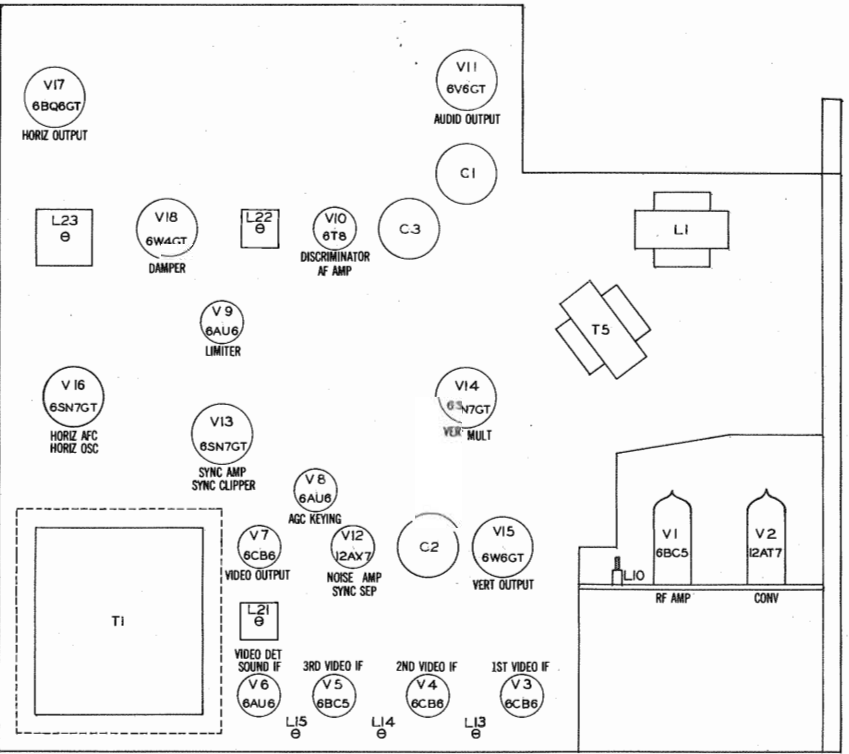 V17
6BQ6GT
HORIZ OUTPUT
V11
6V6GT
AUDIO OUTPUT
C1
L23
V18
6W4GT
DAMPER
L22
V10
6T8
DISCRIMINATOR
AF AMP
C3
L1
T5
V9
6AU6
LIMITER
V16
6SN7GT
HORIZ AFC
HORIZ OSC
V13
6SN7GT
SYNC AMP
SYNC CLIPPER
V14
6SN7GT
VER MULT
V8
6AU6
AGC KEYING
V7
6CB6
VIDEO OUTPUT
V12
12AX7
NOISE AMP
SYNC SEP
C2
V15
6W6GT
VERT OUTPUT
V1
6BC5
RF AMP
V2
12AT7
CONV
L10
T1
L21
VIDEO DET
SOUND IF
V6
6AU6
3RD VIDEO IF
V5
6BC5
2ND VIDEO IF
V4
6CB6
1ST VIDEO IF
V3
6CB6
L15
L14
L13